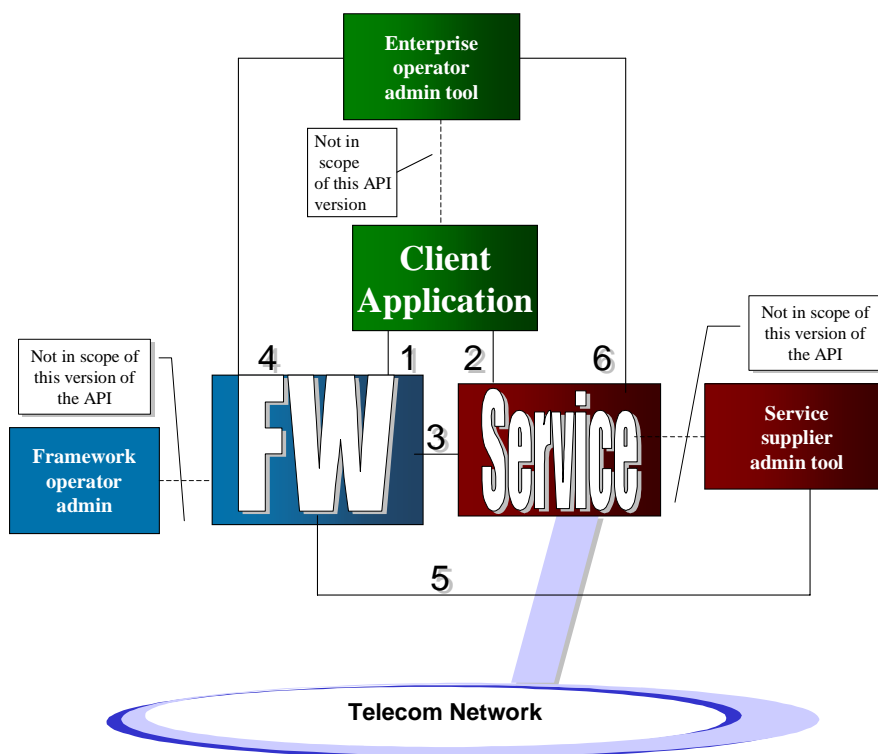 Enterprise
operator
admin tool
Not in
scope
of this API
version
Client
Application
Not in scope of
this version of
the API
Not in scope of
this version of
the API
4
1
2
6
FW
3
Service
Service
supplier
admin tool
Framework
operator
admin
5
Telecom Network